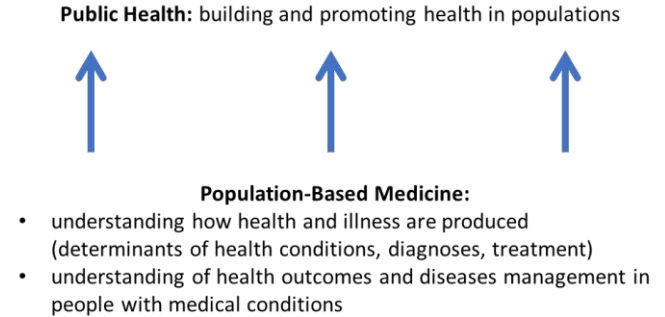 Public Health: building and promoting health in populations
Population-Based Medicine:
• understanding how health and illness are produced
(determinants of health conditions, diagnoses, treatment)
• understanding of health outcomes and diseases management in
people with medical conditions